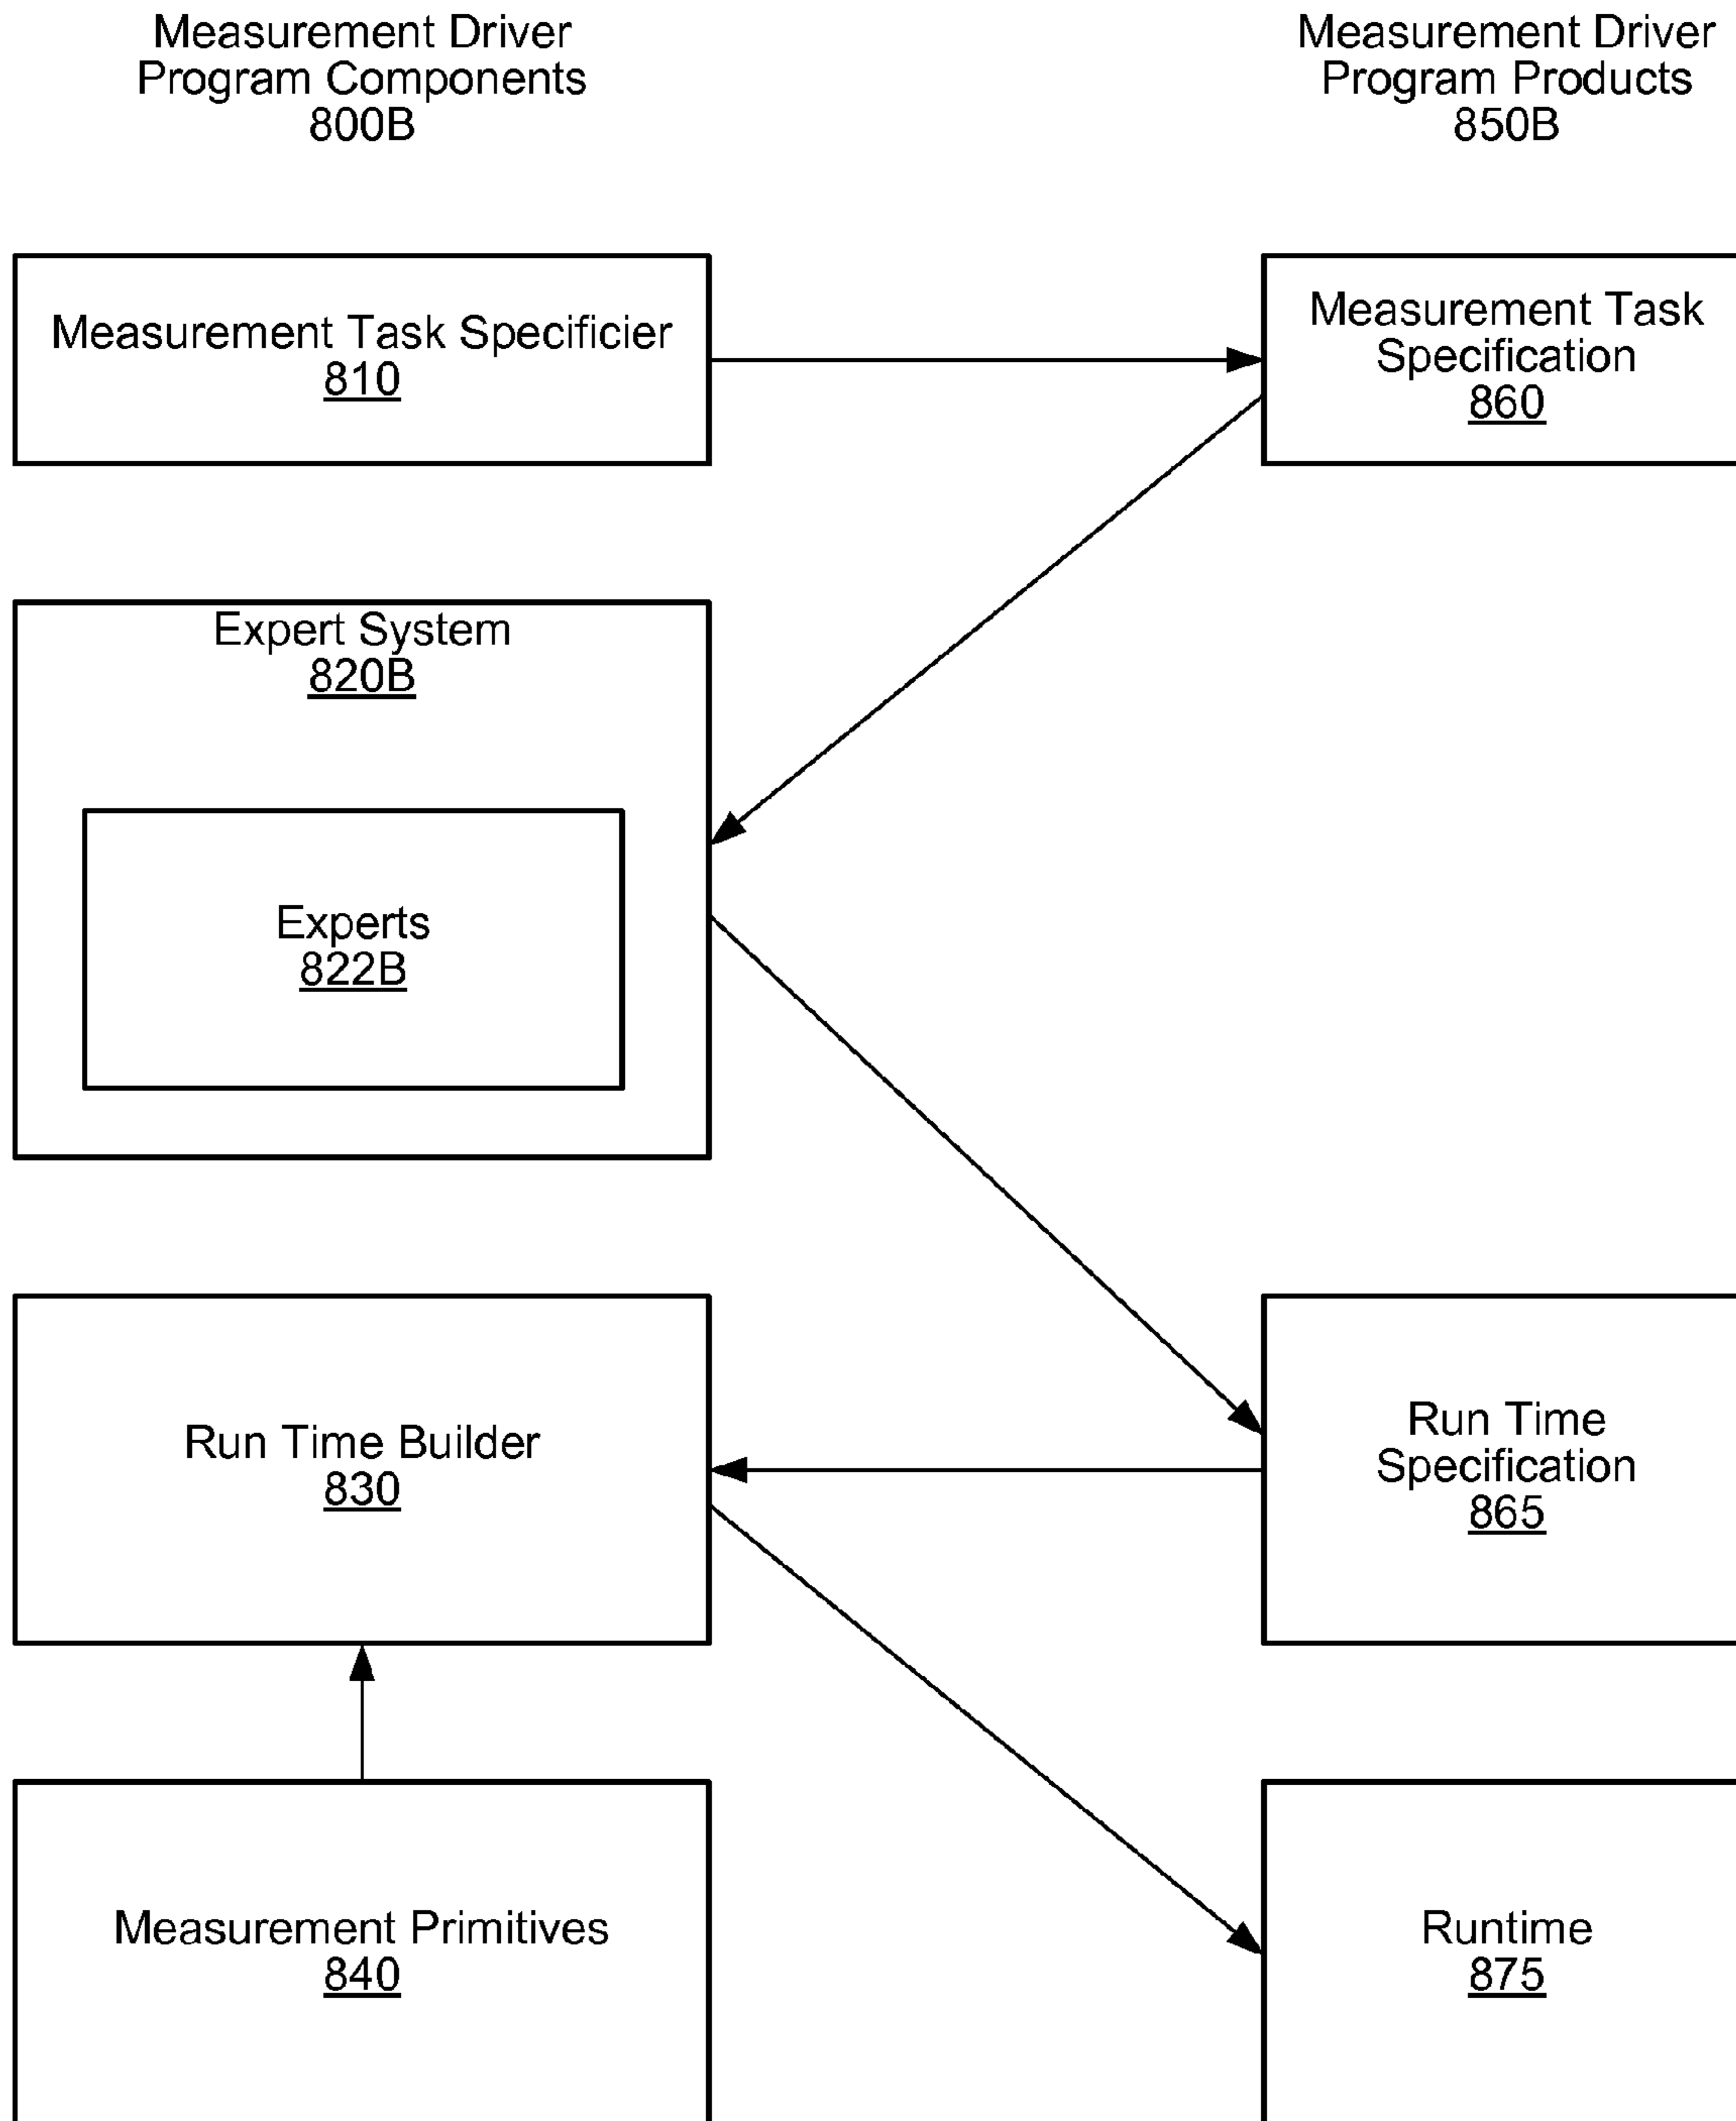 Measurement Driver
Program Components
800B
Measurement Driver
Program Products
850B
Measurement Task Specificier
810
Measurement Task
Specification
860
Expert System
820B
Experts
822B
Run Time Builder
830
Run Time
Specification
865
Measurement Primitives
840
Runtime
875